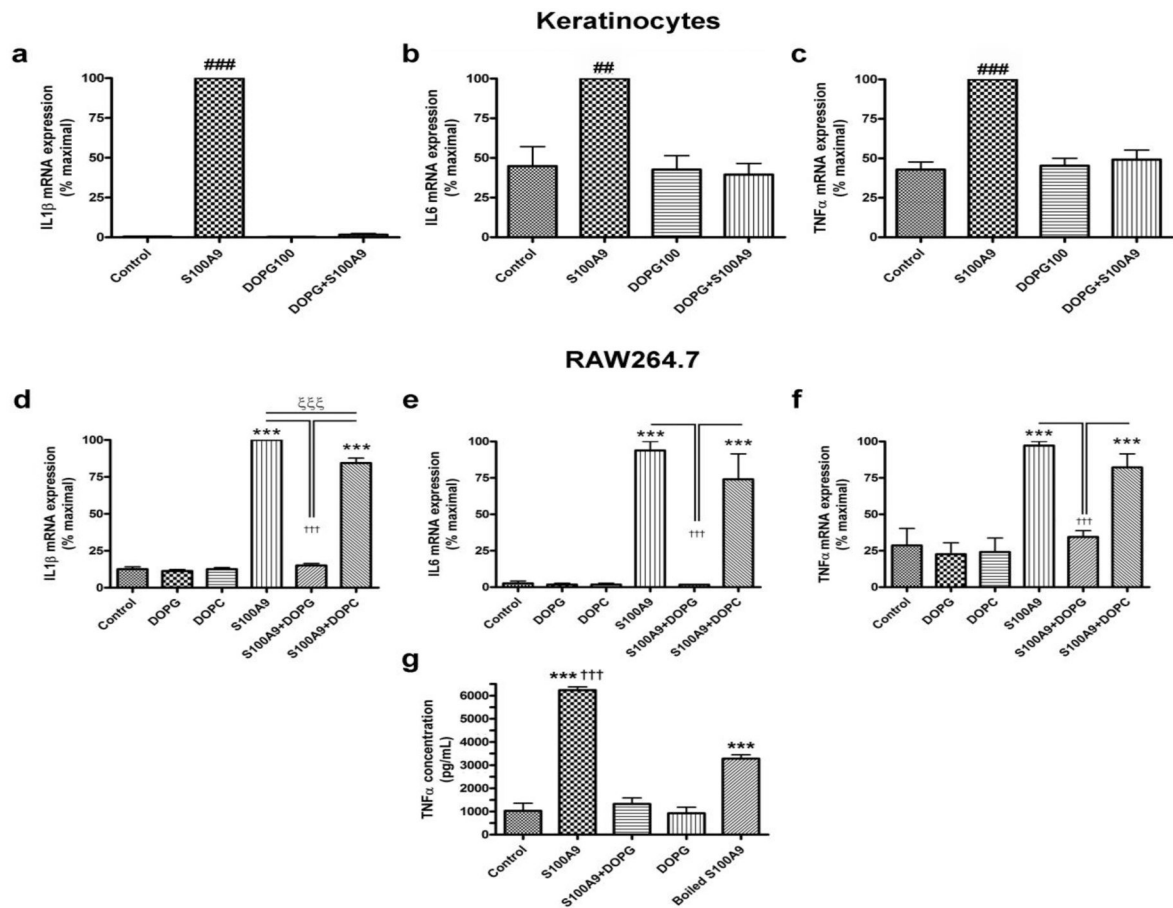 Keratinocytes
a
IL1β mRNA expression
(% maximal)
100
75
50
25
0
###
Control
S100A9
DOPG100
DOPG+S100A9
b
IL6 mRNA expression
(% maximal)
100
75
50
25
0
##
Control
S100A9
DOPG100
DOPG+S100A9
c
TNFα mRNA expression
(% maximal)
100
75
50
25
0
###
Control
S100A9
DOPG100
DOPG+S100A9
RAW264.7
d
IL1β mRNA expression
(% maximal)
100
75
50
25
0
ξξξ
***
†††
***
Control
DOPG
DOPC
S100A9
S100A9+DOPG
S100A9+DOPC
e
IL6 mRNA expression
(% maximal)
100
75
50
25
0
***
†††
***
Control
DOPG
DOPC
S100A9
S100A9+DOPG
S100A9+DOPC
f
TNFα mRNA expression
(% maximal)
100
75
50
25
0
***
†††
***
Control
DOPG
DOPC
S100A9
S100A9+DOPG
S100A9+DOPC
g
TNFα concentration
(pg/mL)
6000
5000
4000
3000
2000
1000
0
*** †††
***
Control
S100A9
S100A9+DOPG
DOPG
Boiled S100A9